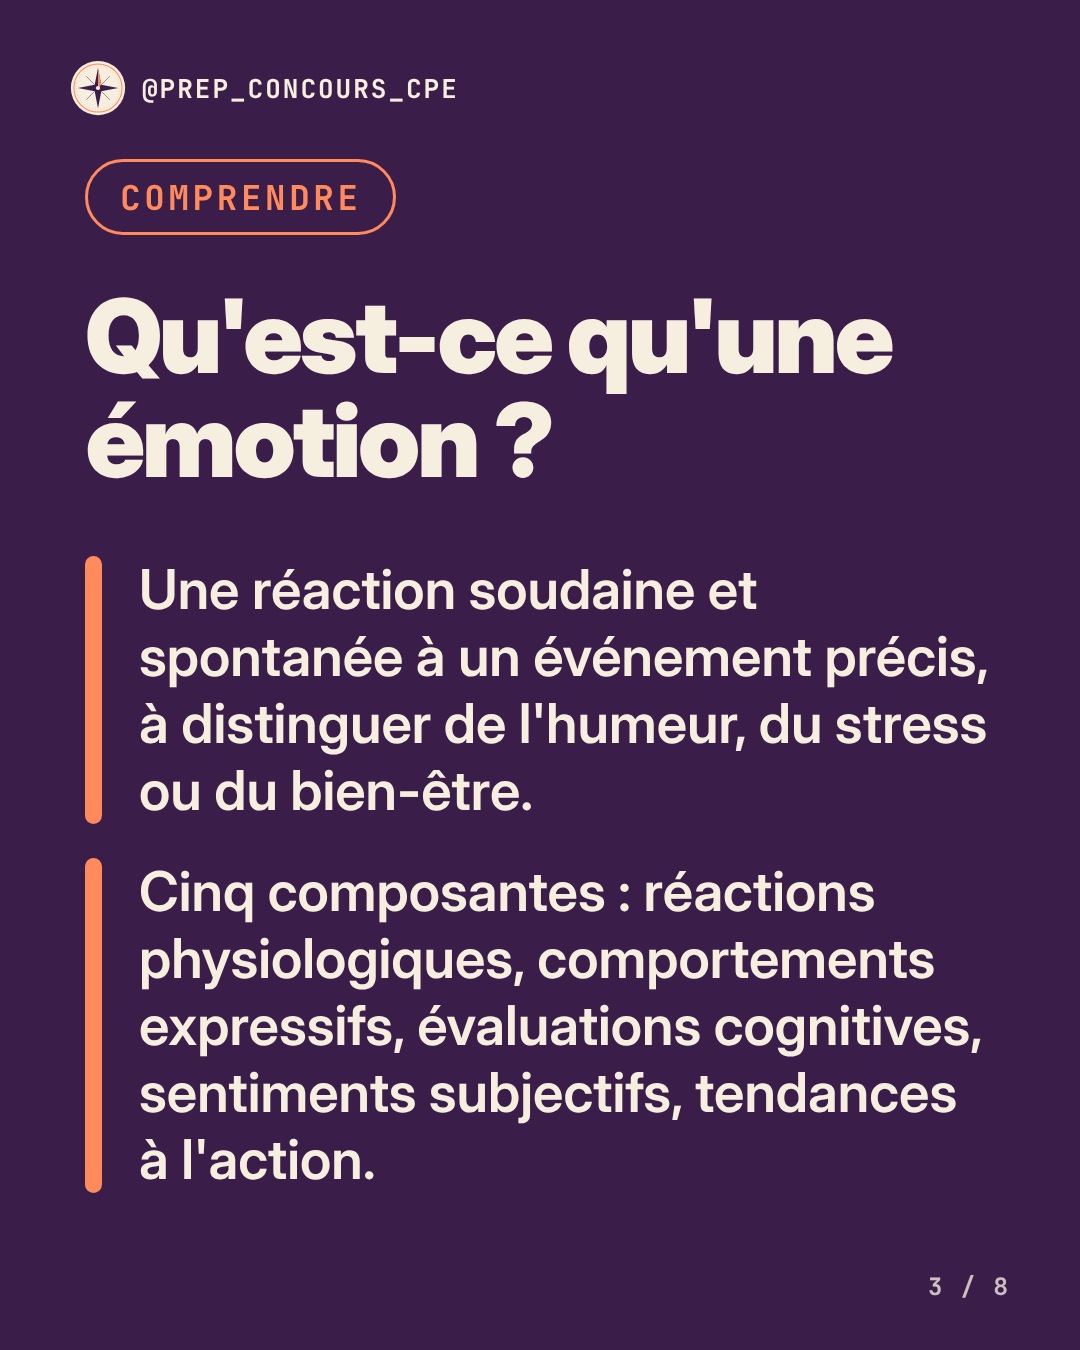 @PREP_CONCOURS_CPE
COMPRENDRE
Qu'est-ce qu'une
émotion ?
Une réaction soudaine et
spontanée à un événement précis,
à distinguer de l'humeur, du stress
ou du bien-être.
Cinq composantes : réactions
physiologiques, comportements
expressifs, évaluations cognitives,
sentiments subjectifs, tendances
à l'action.
3 / 8